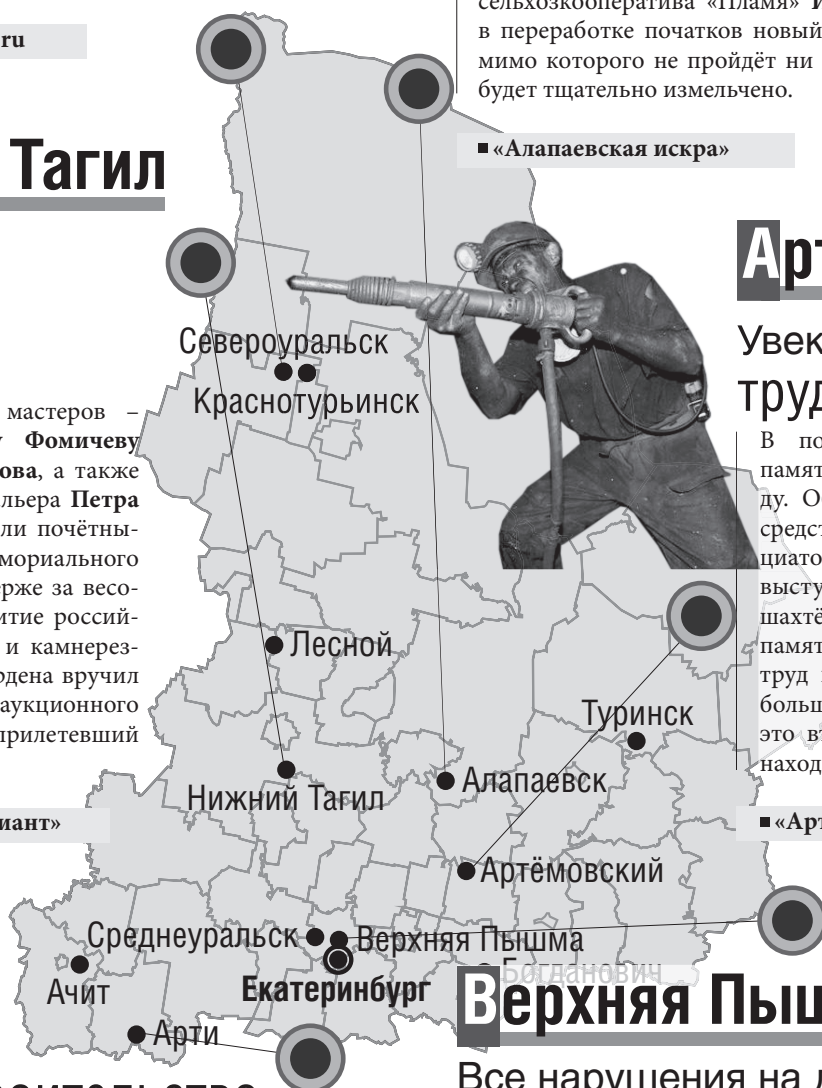 ru
Тагил
мастеров –
Фомичеву
ова, а также
льера Петра
ли почётны-
мориального
ерже за весо-
итие россий-
и камнерез-
рдена вручил
аукционного
прилетевший
иант»
сельхозкооператива «Пламя» И
в переработке початков новый
мимо которого не пройдёт ни
будет тщательно измельчено.
«Алапаевская искра»
Североуральск
Краснотурьинск
Лесной
Туринск
Нижний Тагил
Алапаевск
Артёмовский
Среднеуральск
Верхняя Пышма
Богданович
Екатеринбург
Ачит
Арти
Арт
Увек
труд
В по
памят
ду. О
средст
циато
высту
шахтё
памят
труд
больш
это в
наход
«Арт
Верхняя Пыш
Все нарушения на